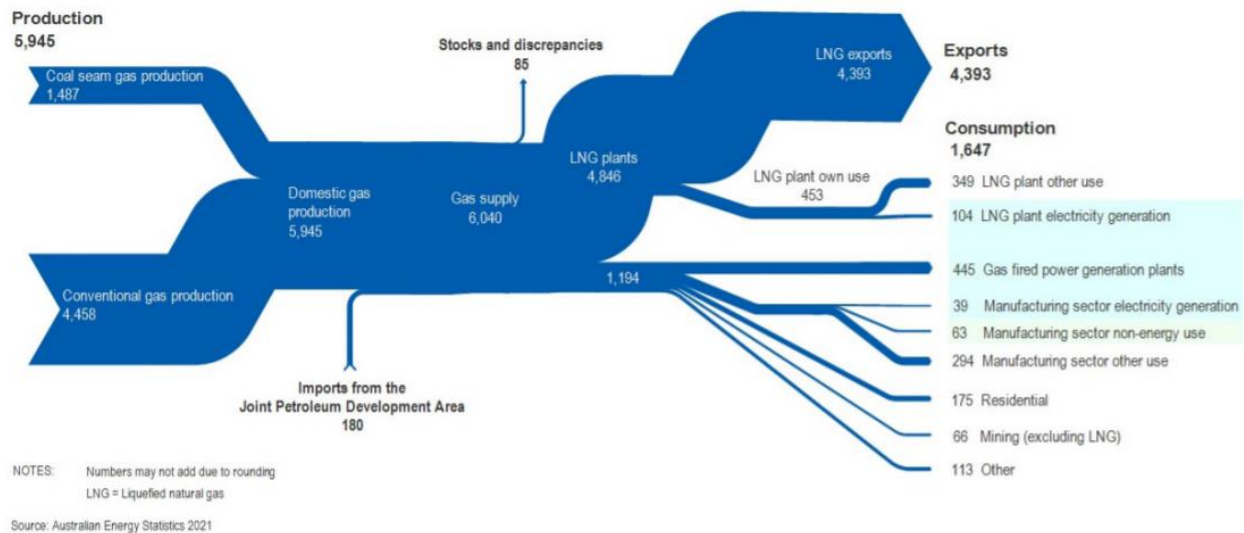 Production
5,945
Coal seam gas production
1,487
Conventional gas production
4,458
Domestic gas
production
5,945
Imports from the
Joint Petroleum Development Area
180
Stocks and discrepancies
85
Gas supply
6,040
LNG plants
4,846
1,194
LNG exports
4,393
LNG plant own use
453
Exports
4,393
Consumption
1,647
349 LNG plant other use
104 LNG plant electricity generation
445 Gas fired power generation plants
39 Manufacturing sector electricity generation
63 Manufacturing sector non-energy use
294 Manufacturing sector other use
175 Residential
66 Mining (excluding LNG)
113 Other
NOTES: Numbers may not add due to rounding
LNG = Liquefied natural gas
Source: Australian Energy Statistics 2021